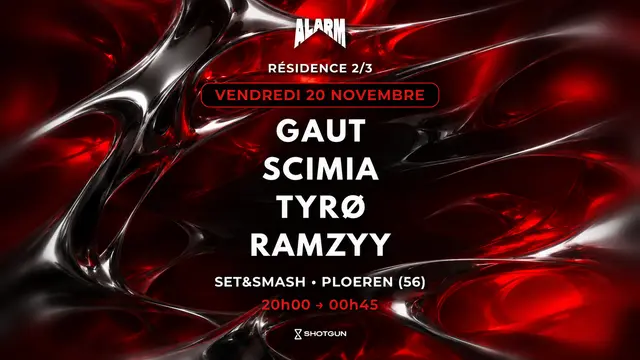 ALARM
RÉSIDENCE 2/3
VENDREDI 20 NOVEMBRE
GAUT
SCIMIA
TYRØ
RAMZYY
SET&SMASH • PLOEREN (56)
20h00 → 00h45
SHOTGUN